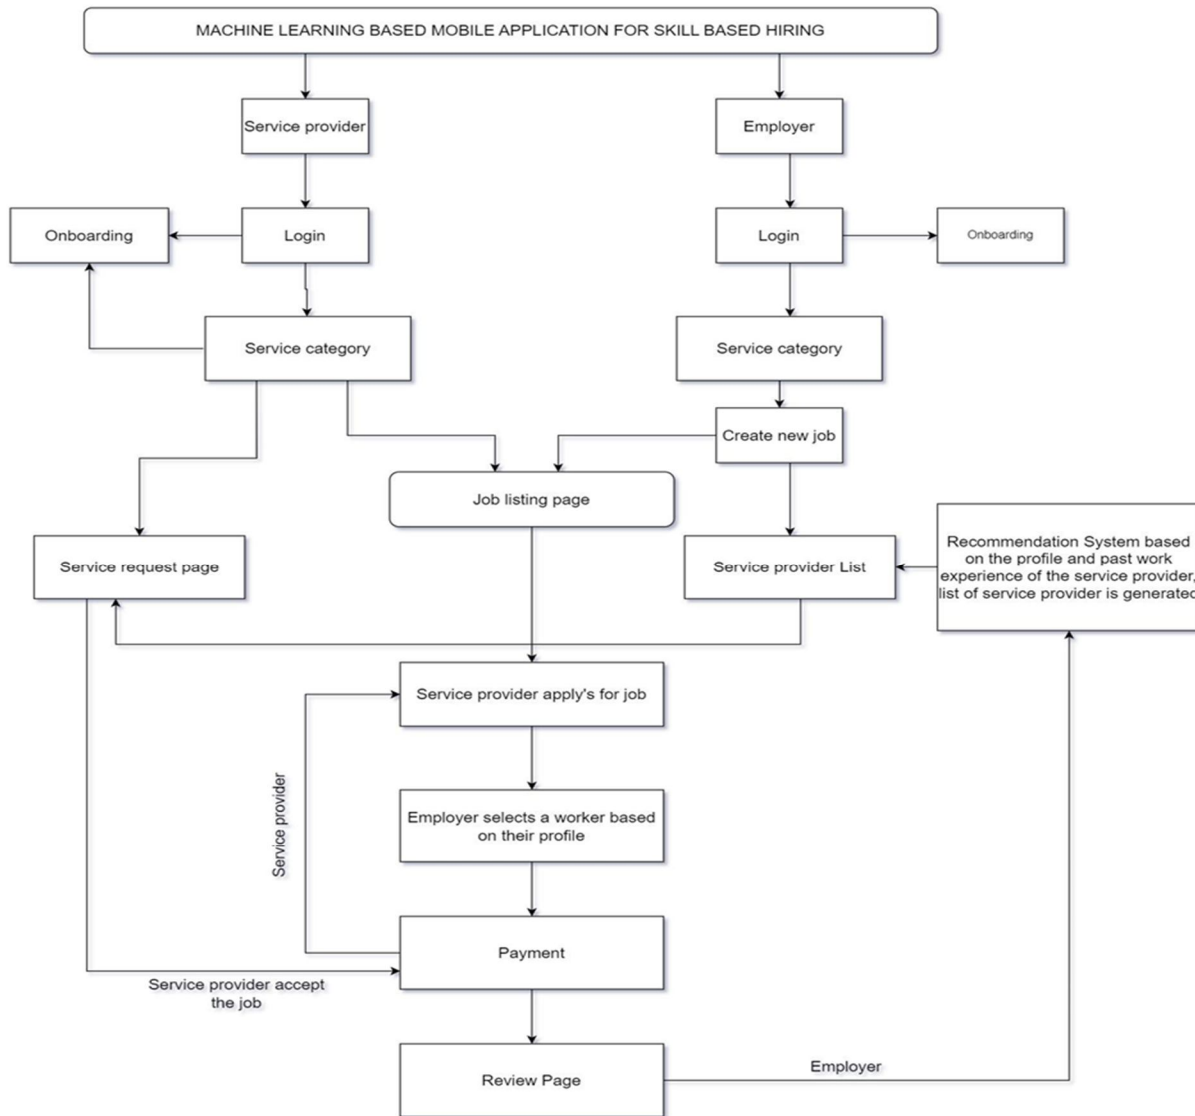 MACHINE LEARNING BASED MOBILE APPLICATION FOR SKILL BASED HIRING
Service provider
Employer
Onboarding
Login
Login
Onboarding
Service category
Service category
Create new job
Job listing page
Service request page
Service provider List
Recommendation System based
on the profile and past work
experience of the service provider,
list of service provider is generated
Service provider apply's for job
Service provider
Employer selects a worker based
on their profile
Payment
Service provider accept
the job
Review Page
Employer